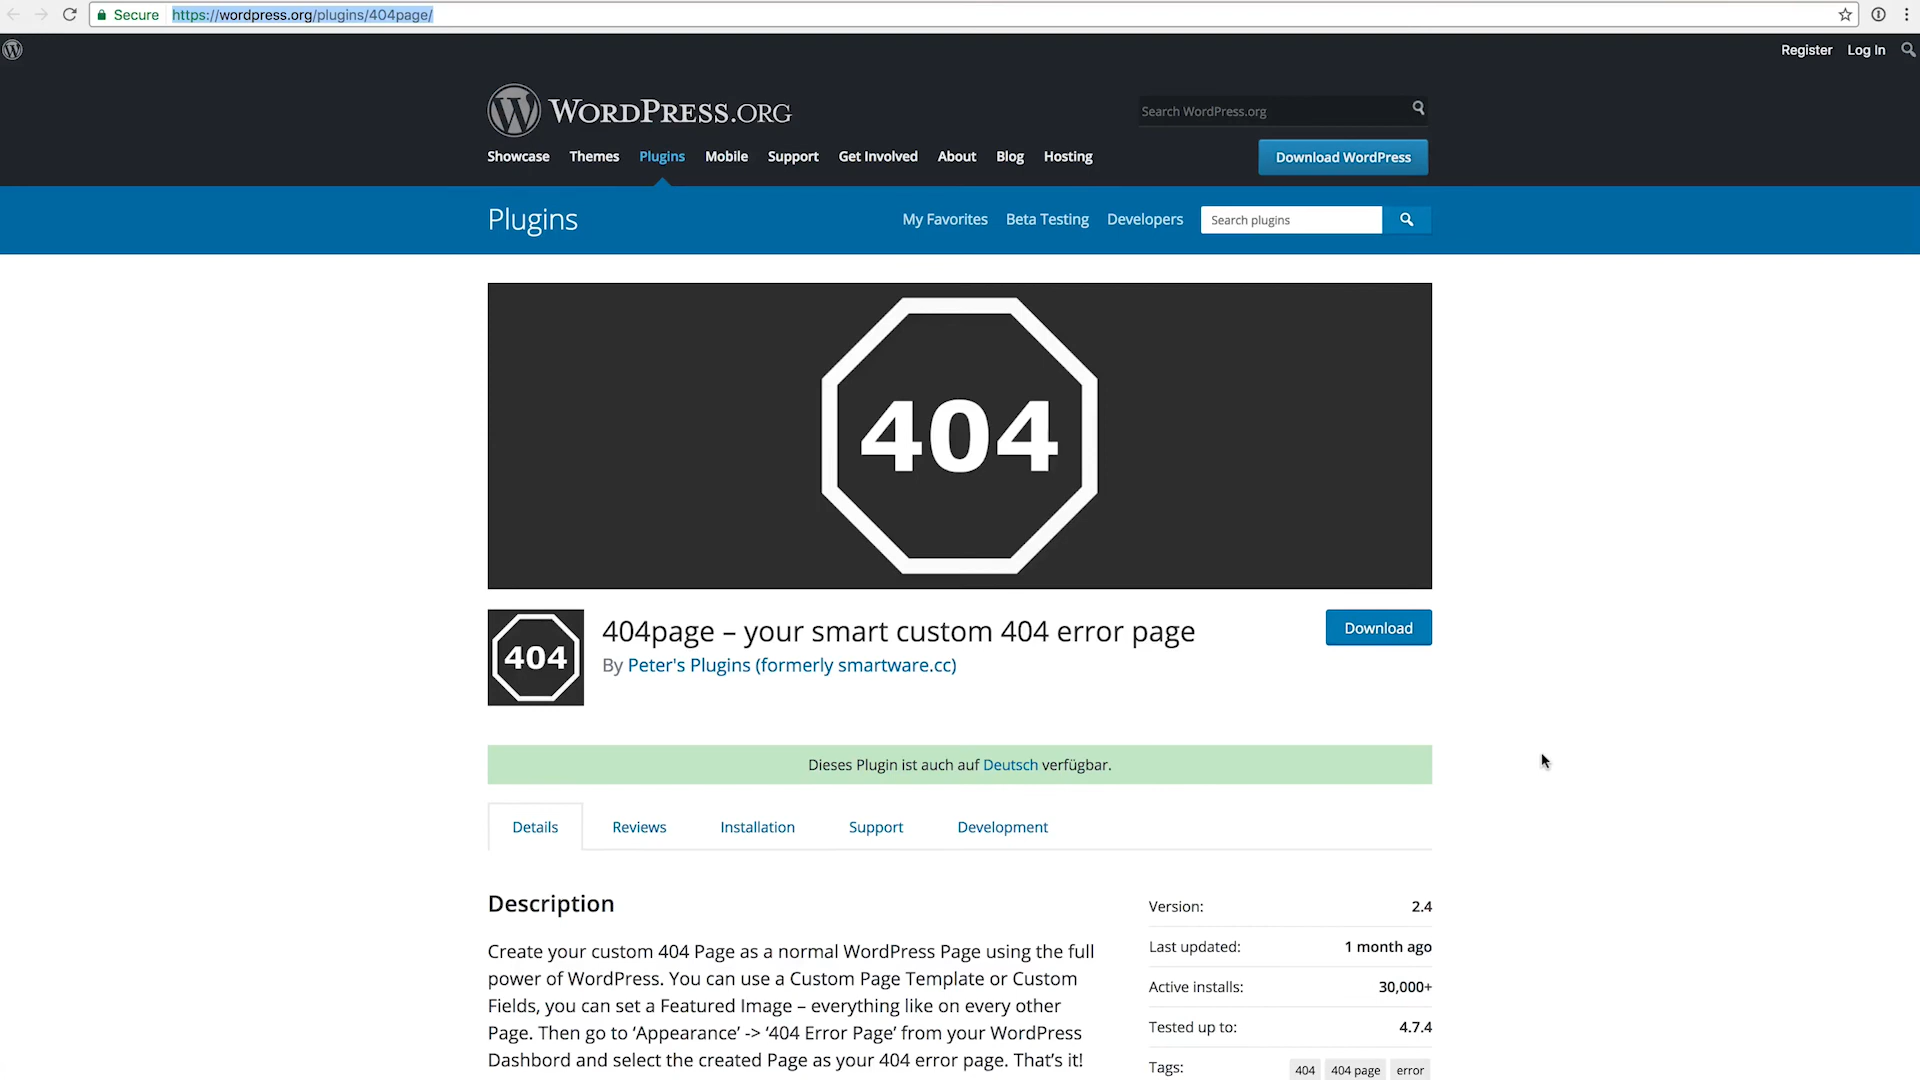 Secure https://wordpress.org/plugins/404page/
Register Log In
WORDPRESS.ORG
Search WordPress.org
Showcase Themes Plugins Mobile Support Get Involved About Blog Hosting
Download WordPress
Plugins
My Favorites Beta Testing Developers
Search plugins
404
404
404page – your smart custom 404 error page
Download
By Peter's Plugins (formerly smartware.cc)
Dieses Plugin ist auch auf Deutsch verfügbar.
Details Reviews Installation Support Development
Description
Create your custom 404 Page as a normal WordPress Page using the full
power of WordPress. You can use a Custom Page Template or Custom
Fields, you can set a Featured Image – everything like on every other
Page. Then go to ‘Appearance’ -> ‘404 Error Page’ from your WordPress
Dashbord and select the created Page as your 404 error page. That’s it!
Version: 2.4
Last updated: 1 month ago
Active installs: 30,000+
Tested up to: 4.7.4
Tags: 404 404 page error